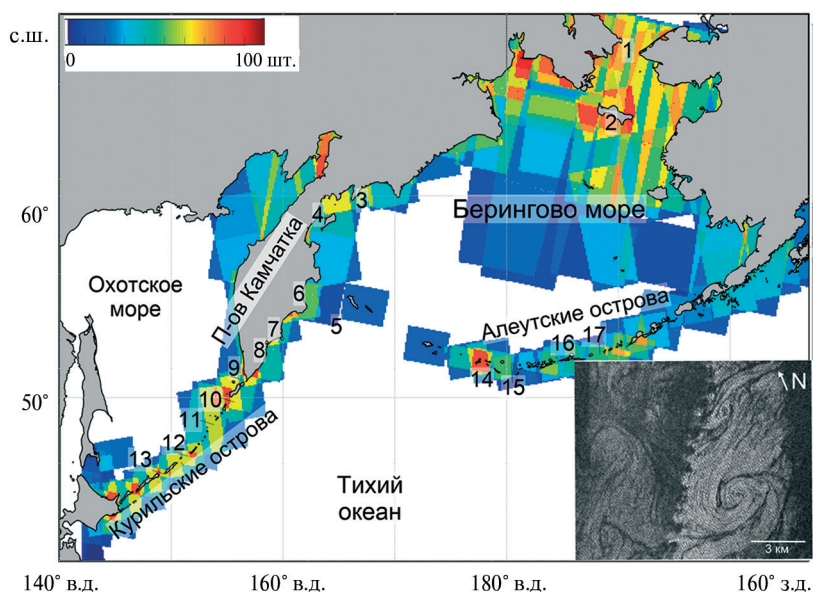 с.ш.
0
100 шт.
1
2
3
4
60°
Берингово море
П-ов Камчатка
Охотское
море
6
5
Алеутские острова
7
8
16
17
9
14
15
10
50°
11
N
12
13
Курильские острова
Тихий
океан
3 км
140° в.д.
160° в.д.
180° в.д.
160° з.д.